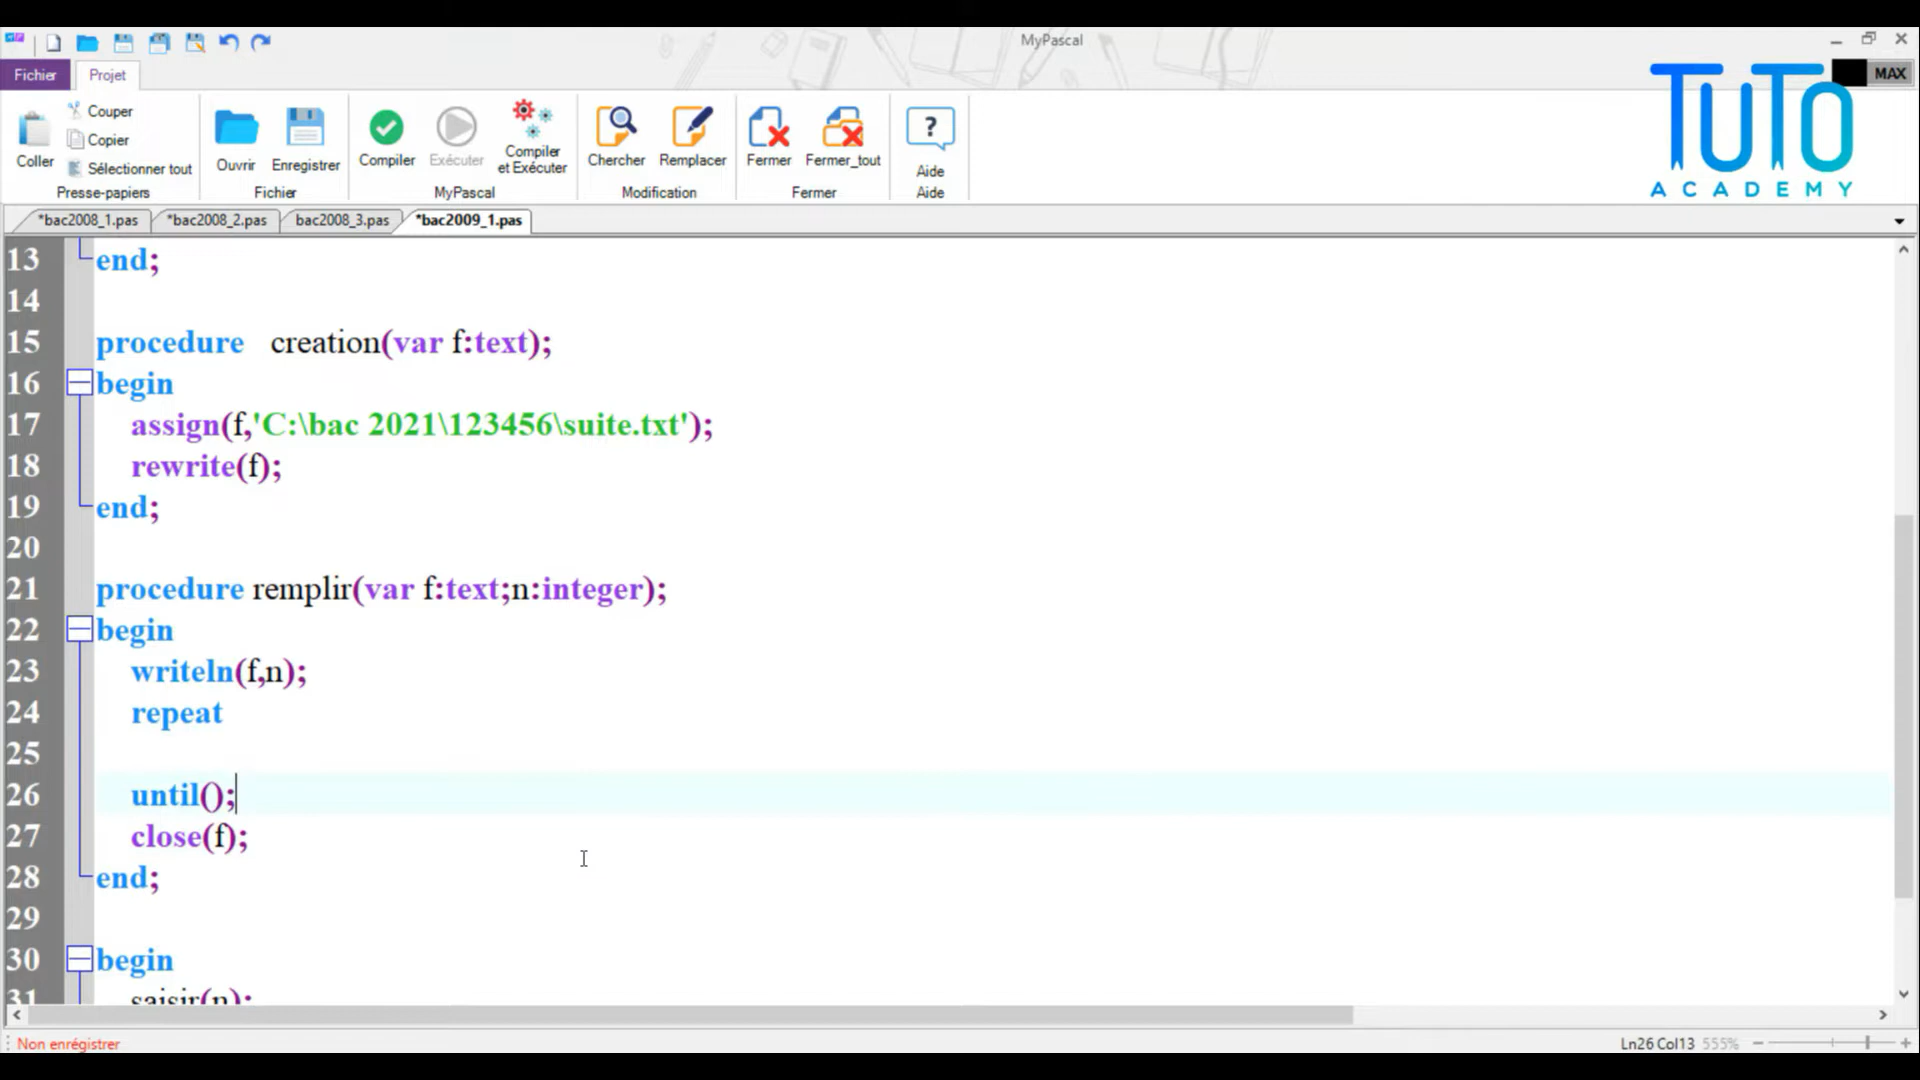 MyPascal
Fichier
Projet
MAX
TUTO
ACADEMY
Coller
Couper
Copier
Sélectionner tout
Presse-papiers
Ouvrir
Enregistrer
Fichier
Compiler
Exécuter
Compiler
et Exécuter
MyPascal
Chercher
Remplacer
Modification
Fermer
Fermer_tout
Fermer
?
Aide
Aide
*bac2008_1.pas
*bac2008_2.pas
bac2008_3.pas
*bac2009_1.pas
13 end;
14
15 procedure creation(var f:text);
16 begin
17 assign(f,'C:\bac 2021\123456\suite.txt');
18 rewrite(f);
19 end;
20
21 procedure remplir(var f:text;n:integer);
22 begin
23 writeln(f,n);
24 repeat
25
26 until();
27 close(f);
28 end;
29
30 begin
31 saisir(n);
Non enrégistrer
Ln26 Col13 555%